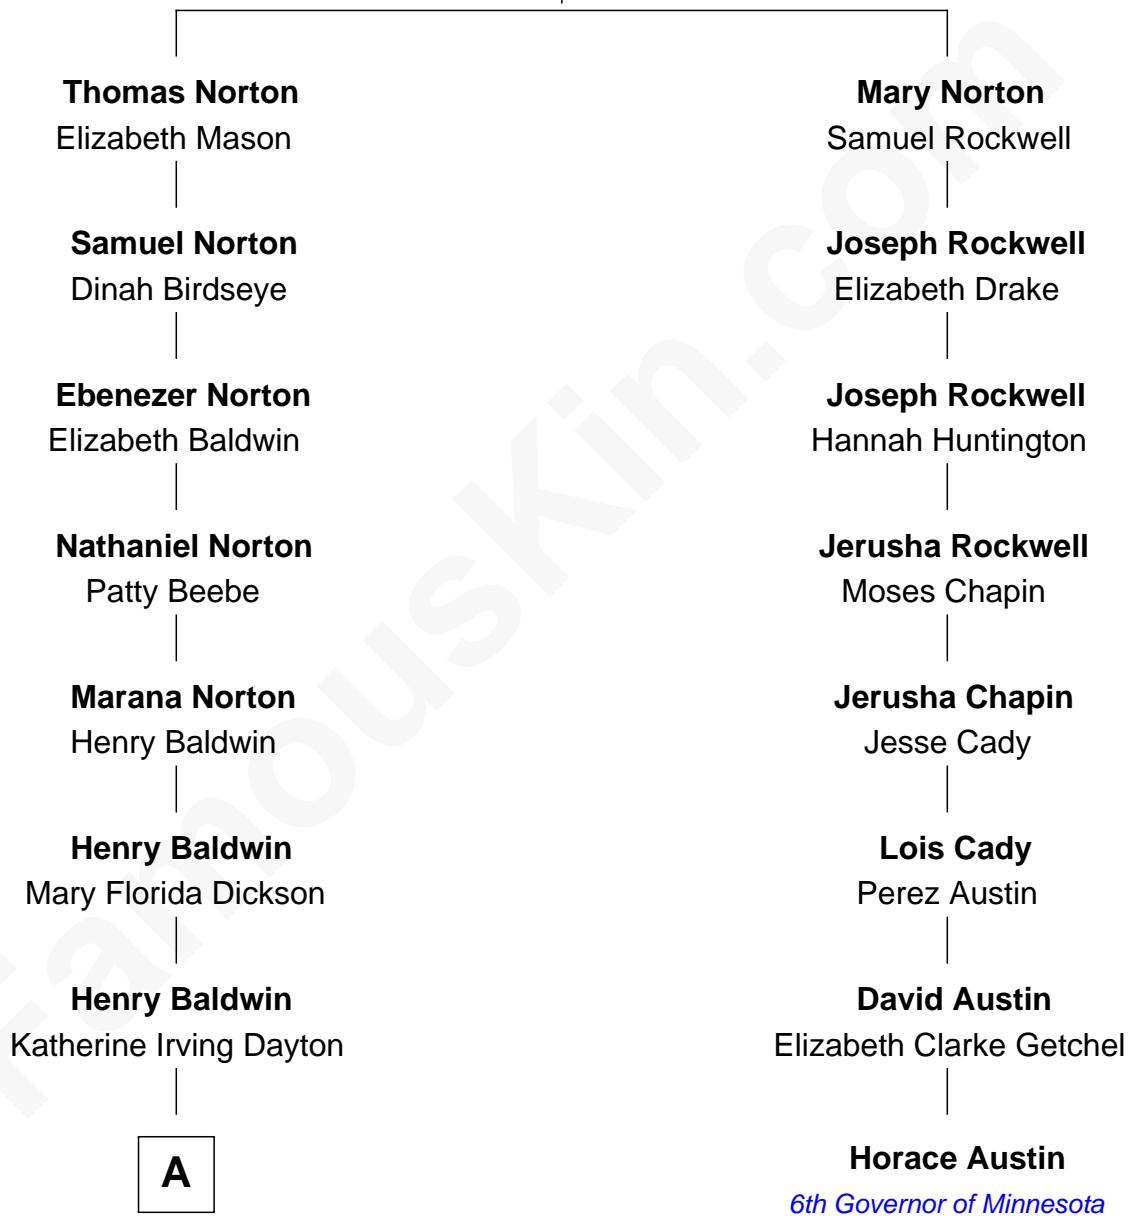 Thomas Norton
Elizabeth Mason
Mary Norton
Samuel Rockwell
Samuel Norton
Dinah Birdseye
Joseph Rockwell
Elizabeth Drake
Ebenezer Norton
Elizabeth Baldwin
Joseph Rockwell
Hannah Huntington
Nathaniel Norton
Patty Beebe
Jerusha Rockwell
Moses Chapin
Marana Norton
Henry Baldwin
Jerusha Chapin
Jesse Cady
Henry Baldwin
Mary Florida Dickson
Lois Cady
Perez Austin
Henry Baldwin
Katherine Irving Dayton
David Austin
Elizabeth Clarke Getchel
A
Horace Austin
6th Governor of Minnesota
FamousKin.com